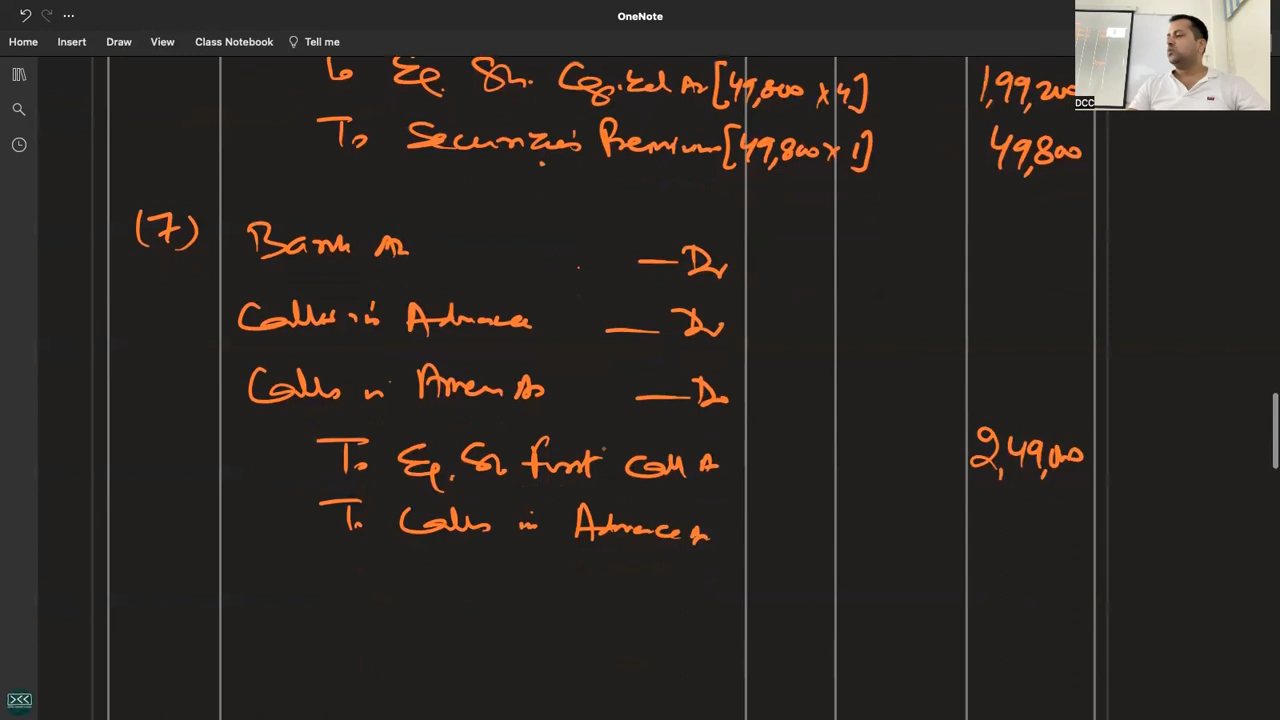 OneNote
Home Insert Draw View Class Notebook Tell me
To Eq. Sh. Capital A/c [49,800 x 4] 1,99,200
DCC
To Securities Premium [49,800 x 1] 49,800
(7) Bank A/c — Dr
Calls in Advance — Dr
Calls in Arrear A/c — Dr
To Eq. Sh first Call A/c 2,49,000
To Calls in Advance A/c
DCC